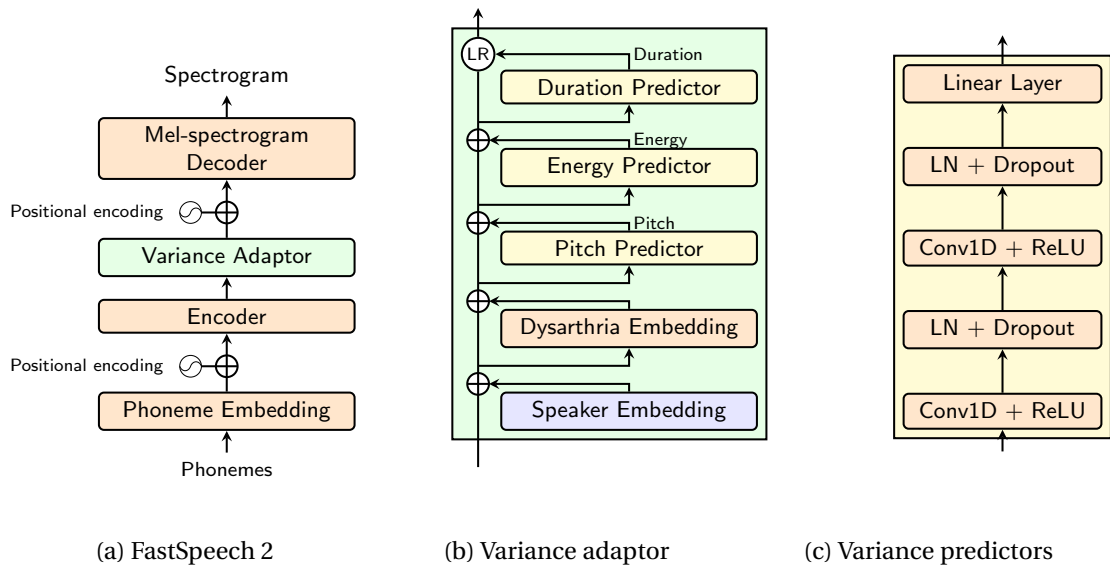 Spectrogram
Mel-spectrogram
Decoder
Positional encoding
Variance Adaptor
Encoder
Positional encoding
Phoneme Embedding
Phonemes
(a) FastSpeech 2
LR
Duration
Duration Predictor
Energy
Energy Predictor
Pitch
Pitch Predictor
Dysarthria Embedding
Speaker Embedding
(b) Variance adaptor
Linear Layer
LN + Dropout
Conv1D + ReLU
LN + Dropout
Conv1D + ReLU
(c) Variance predictors